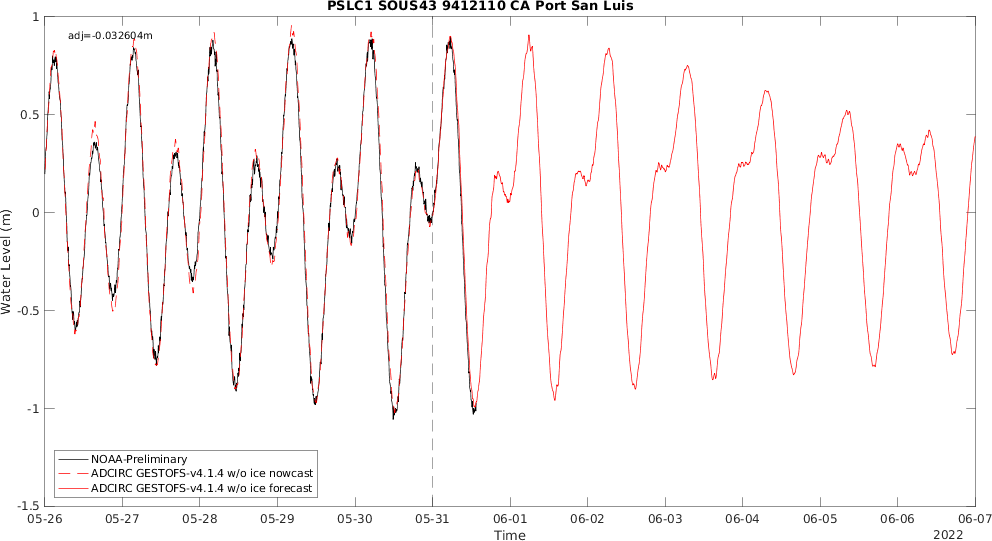 PSLC1 SOUS43 9412110 CA Port San Luis
adj=-0.032604m
1
0.5
0
-0.5
-1
-1.5
Water Level (m)
NOAA-Preliminary
ADCIRC GESTOFS-v4.1.4 w/o ice nowcast
ADCIRC GESTOFS-v4.1.4 w/o ice forecast
05-26 05-27 05-28 05-29 05-30 05-31 06-01 06-02 06-03 06-04 06-05 06-06 06-07
Time
2022